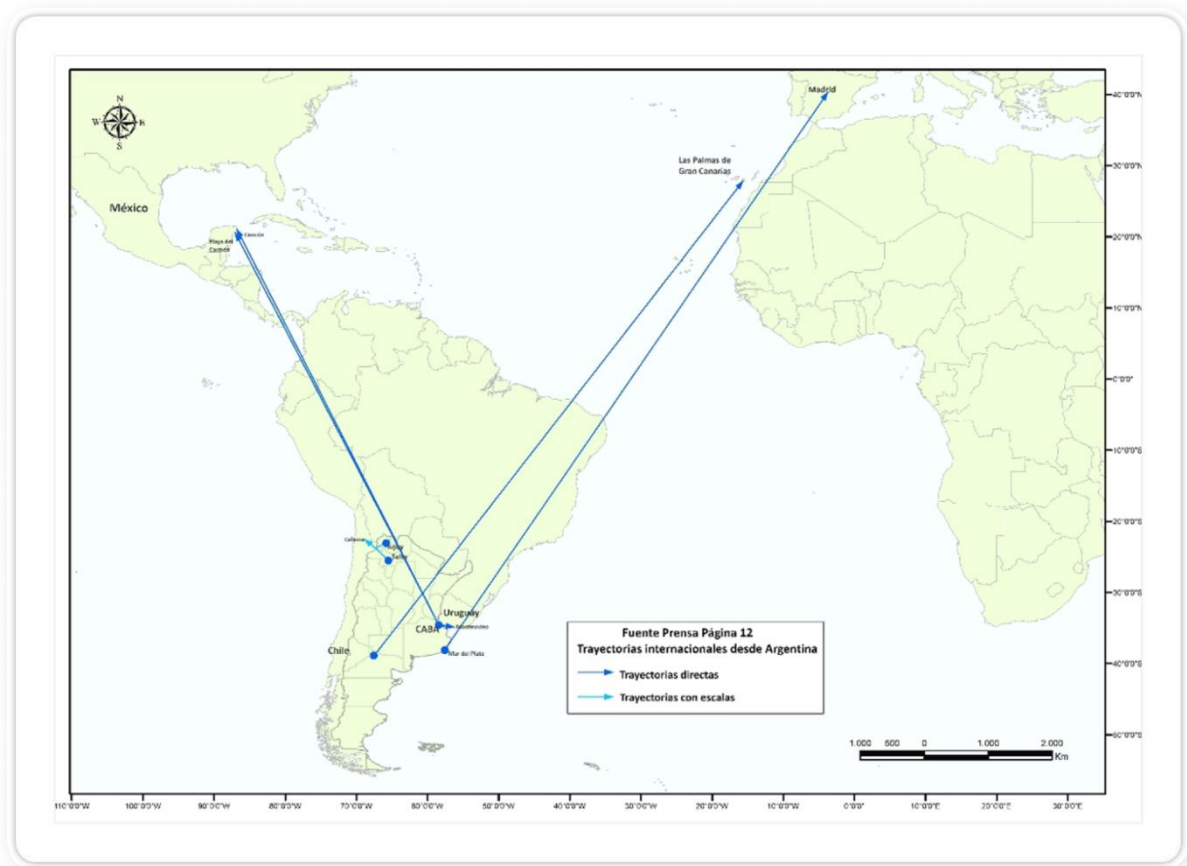 N
W E
S
Madrid
40°0'0"N
Las Palmas de
Gran Canarias
30°0'0"N
México
Cancún
Playa del
Carmen
20°0'0"N
10°0'0"N
0°0'0"
10°0'0"S
20°0'0"S
Jujuy
Salta
30°0'0"S
Uruguay
CABA
Montevideo
Chile
Mar del Plata
40°0'0"S
Fuente Prensa Página 12
Trayectorias internacionales desde Argentina
Trayectorias directas
Trayectorias con escalas
1.000 500 0 1.000 2.000
Km
110°0'0"W 100°0'0"W 90°0'0"W 80°0'0"W 70°0'0"W 60°0'0"W 50°0'0"W 40°0'0"W 30°0'0"W 20°0'0"W 10°0'0"W 0°0'0" 10°0'0"E 20°0'0"E 30°0'0"E